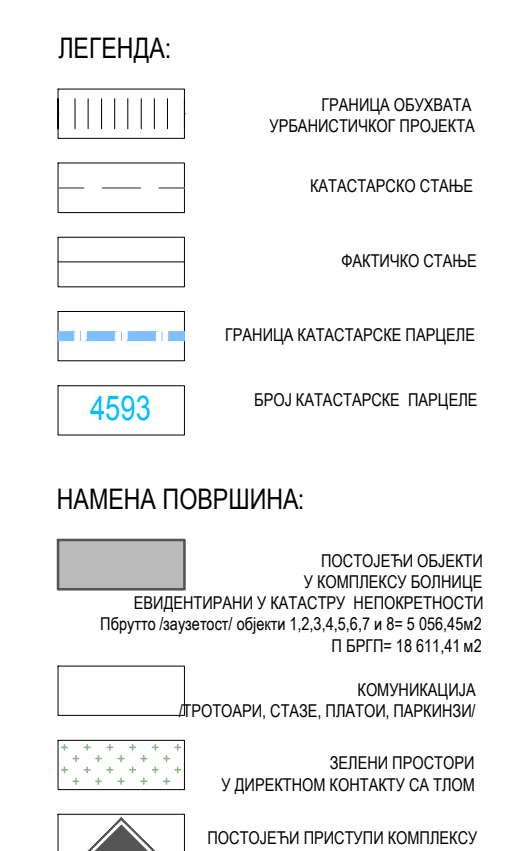 ЛЕГЕНДА:
ГРАНИЦА ОБУХВАТА
УРБАНИСТИЧКОГ ПРОЈЕКТА
КАТАСТАРСКО СТАЊЕ
ФАКТИЧКО СТАЊЕ
ГРАНИЦА КАТАСТАРСКЕ ПАРЦЕЛЕ
4593
БРОЈ КАТАСТАРСКЕ ПАРЦЕЛЕ
НАМЕНА ПОВРШИНА:
ПОСТОЈЕЋИ ОБЈЕКТИ
У КОМПЛЕКСУ БОЛНИЦЕ
ЕВИДЕНТИРАНИ У КАТАСТРУ НЕПОКРЕТНОСТИ
Пбрутто /заузетост/ објекти 1,2,3,4,5,6,7 и 8= 5 056,45м2
П БРГП= 18 611,41 м2
КОМУНИКАЦИЈА
/ТРОТОАРИ, СТАЗЕ, ПЛАТОИ, ПАРКИНЗИ/
ЗЕЛЕНИ ПРОСТОРИ
У ДИРЕКТНОМ КОНТАКТУ СА ТЛОМ
ПОСТОЈЕЋИ ПРИСТУПИ КОМПЛЕКСУ